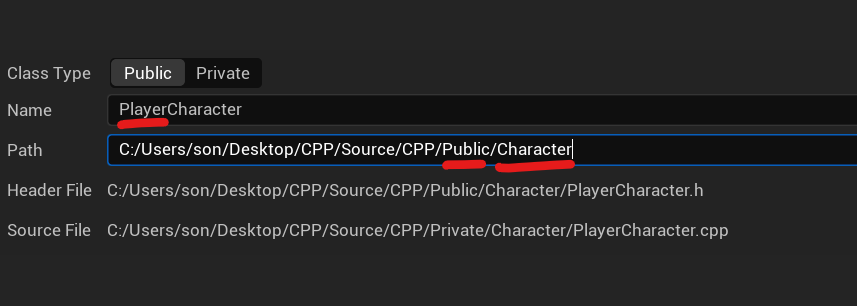 Class Type Public Private
Name PlayerCharacter
Path C:/Users/son/Desktop/CPP/Source/CPP/Public/Character
Header File C:/Users/son/Desktop/CPP/Source/CPP/Public/Character/PlayerCharacter.h
Source File C:/Users/son/Desktop/CPP/Source/CPP/Private/Character/PlayerCharacter.cpp